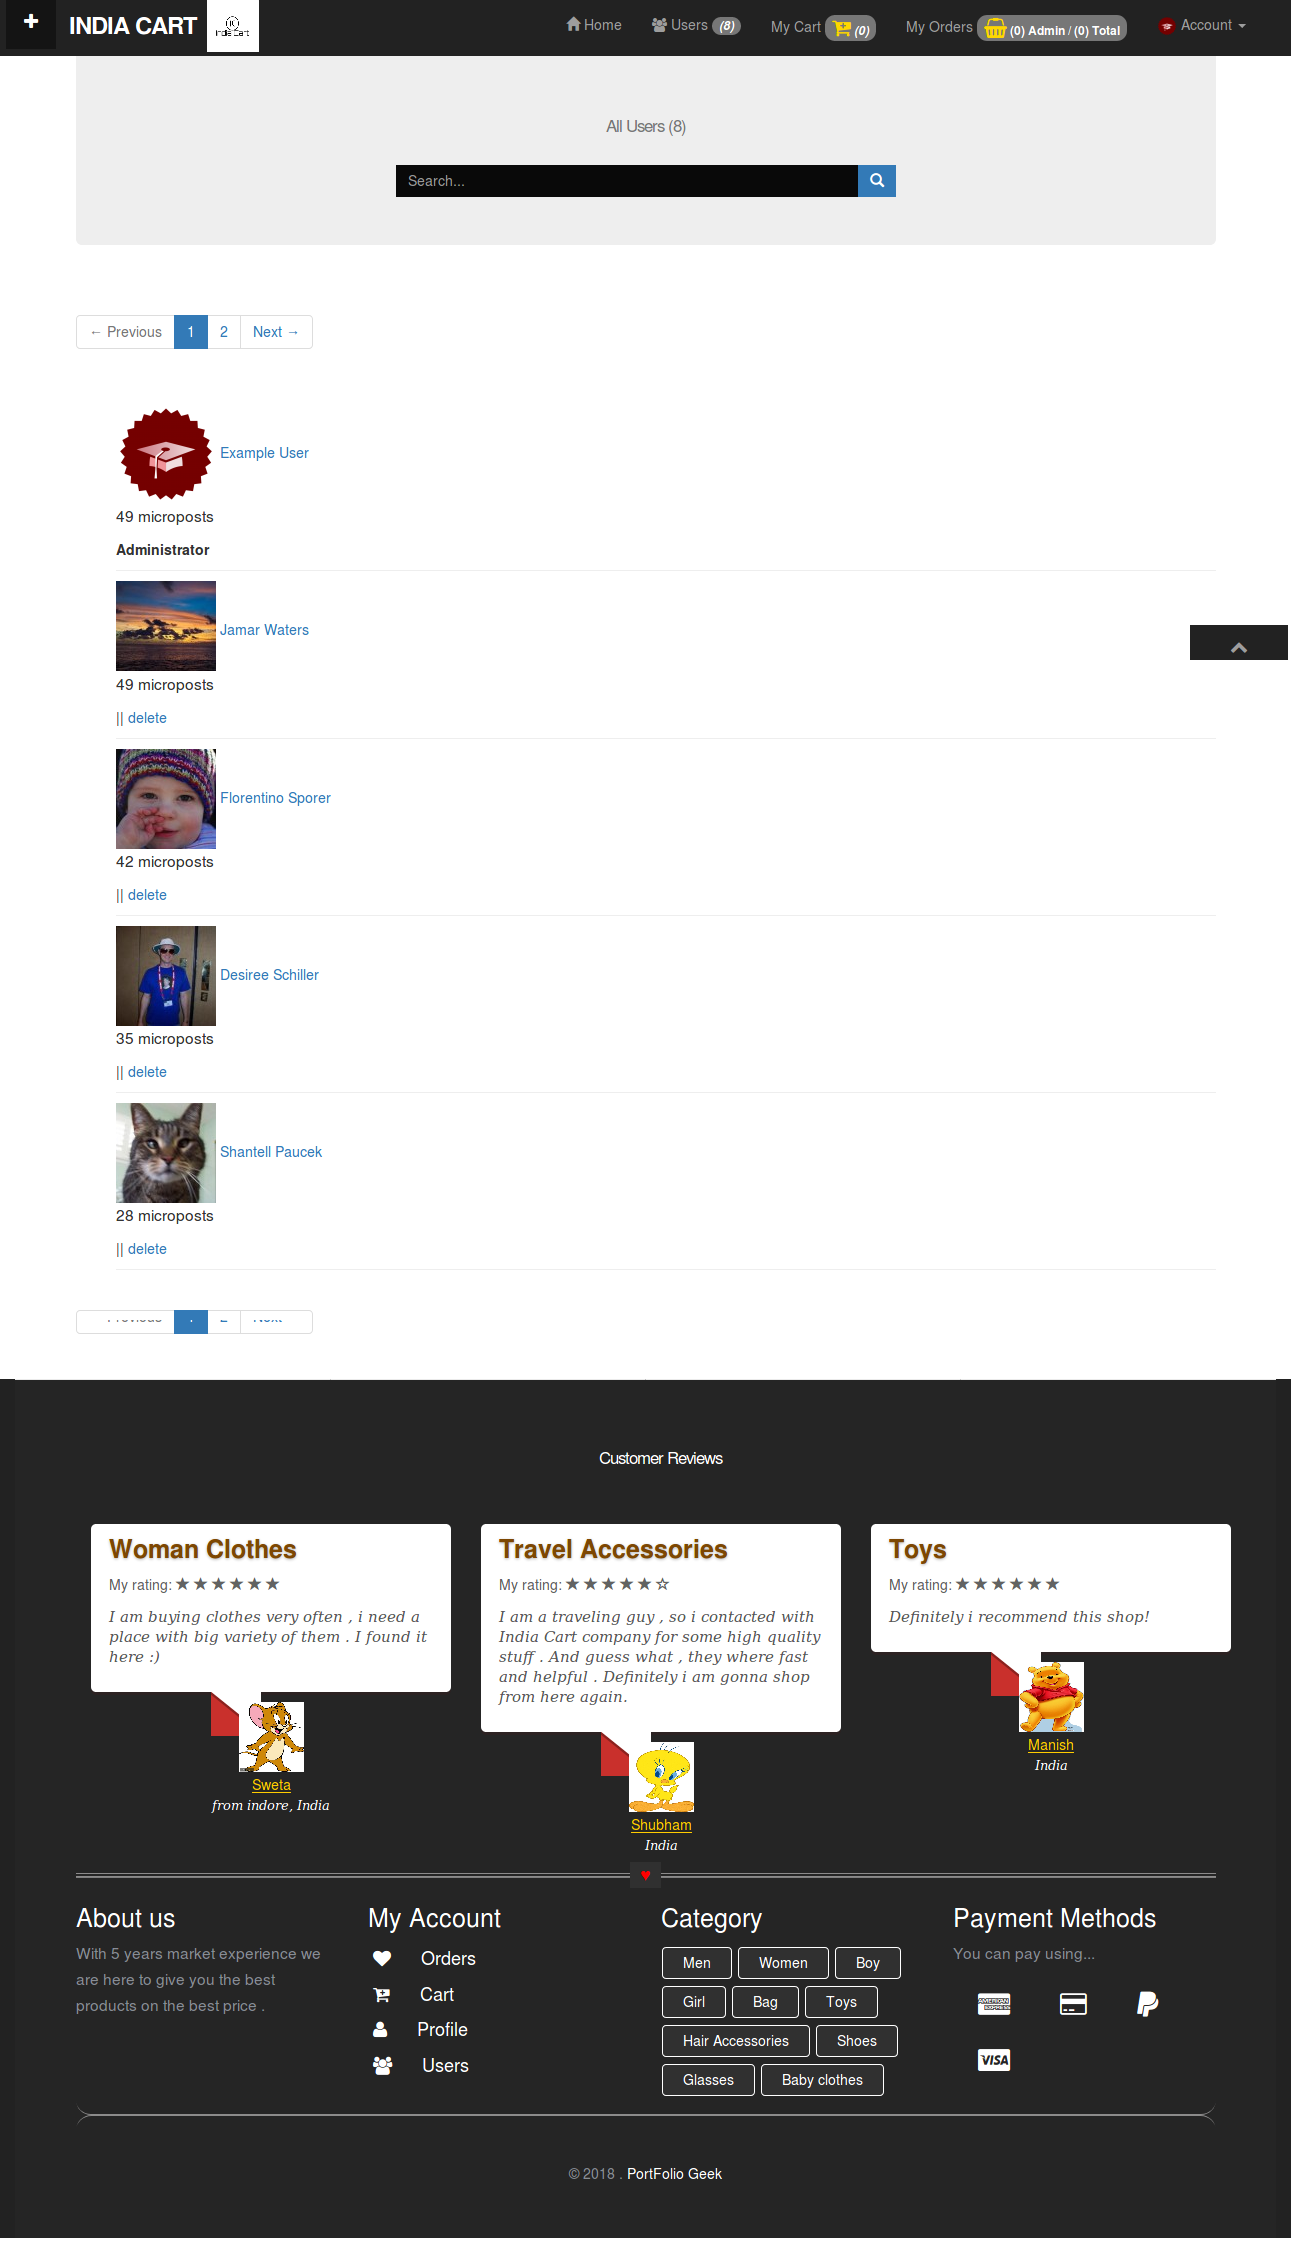 INDIA CART
India Cart
Home
Users (8)
My Cart (0)
My Orders (0) Admin / (0) Total
Account
All Users (8)
Search...
← Previous 1 2 Next →
Example User
49 microposts
Administrator
Jamar Waters
49 microposts
|| delete
Florentino Sporer
42 microposts
|| delete
Desiree Schiller
35 microposts
|| delete
Shantell Paucek
28 microposts
|| delete
Previous 1 2 Next
Customer Reviews
Woman Clothes
My rating: ★ ★ ★ ★ ★ ★
I am buying clothes very often , i need a
place with big variety of them . I found it
here :)
Sweta
from indore, India
Travel Accessories
My rating: ★ ★ ★ ★ ★ ☆
I am a traveling guy , so i contacted with
India Cart company for some high quality
stuff . And guess what , they where fast
and helpful . Definitely i am gonna shop
from here again.
Shubham
India
Toys
My rating: ★ ★ ★ ★ ★ ★
Definitely i recommend this shop!
Manish
India
♥
About us
With 5 years market experience we
are here to give you the best
products on the best price .
My Account
Orders
Cart
Profile
Users
Category
Men Women Boy
Girl Bag Toys
Hair Accessories Shoes
Glasses Baby clothes
Payment Methods
You can pay using...
AMERICAN
EXPRESS
VISA
© 2018 . PortFolio Geek